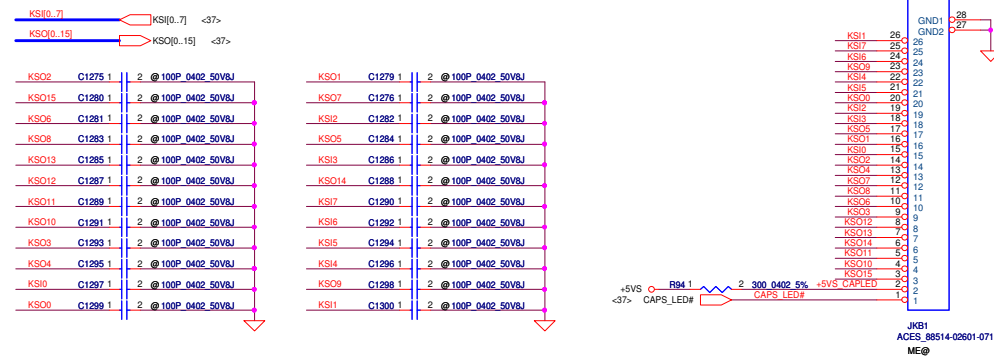 KSI[0..7]
KSI[0..7] <37>
KSO[0..15]
KSO[0..15] <37>
KSO2 C1275 1 2 @100P_0402_50V8J
KSO15 C1280 1 2 @100P_0402_50V8J
KSO6 C1281 1 2 @100P_0402_50V8J
KSO8 C1283 1 2 @100P_0402_50V8J
KSO13 C1285 1 2 @100P_0402_50V8J
KSO12 C1287 1 2 @100P_0402_50V8J
KSO11 C1289 1 2 @100P_0402_50V8J
KSO10 C1291 1 2 @100P_0402_50V8J
KSO3 C1293 1 2 @100P_0402_50V8J
KSO4 C1295 1 2 @100P_0402_50V8J
KSI0 C1297 1 2 @100P_0402_50V8J
KSO0 C1299 1 2 @100P_0402_50V8J
KSO1 C1279 1 2 @100P_0402_50V8J
KSO7 C1276 1 2 @100P_0402_50V8J
KSI2 C1282 1 2 @100P_0402_50V8J
KSO5 C1284 1 2 @100P_0402_50V8J
KSI3 C1286 1 2 @100P_0402_50V8J
KSO14 C1288 1 2 @100P_0402_50V8J
KSI7 C1290 1 2 @100P_0402_50V8J
KSI6 C1292 1 2 @100P_0402_50V8J
KSI5 C1294 1 2 @100P_0402_50V8J
KSI4 C1296 1 2 @100P_0402_50V8J
KSO9 C1298 1 2 @100P_0402_50V8J
KSI1 C1300 1 2 @100P_0402_50V8J
GND1 28
GND2 27
KSI1 26 26
KSI7 25 25
KSI6 24 24
KSO9 23 23
KSI4 22 22
KSI5 21 21
KSO0 20 20
KSI2 19 19
KSI3 18 18
KSO5 17 17
KSO1 16 16
KSI0 15 15
KSO2 14 14
KSO4 13 13
KSO7 12 12
KSO8 11 11
KSO6 10 10
KSO3 9 9
KSO12 8 8
KSO13 7 7
KSO14 6 6
KSO11 5 5
KSO10 4 4
KSO15 3 3
+5VS R94 1 2 300_0402_5% +5VS_CAPLED 2 2
<37> CAPS_LED# CAPS_LED# 1 1
JKB1
ACES_88514-02601-071
ME@